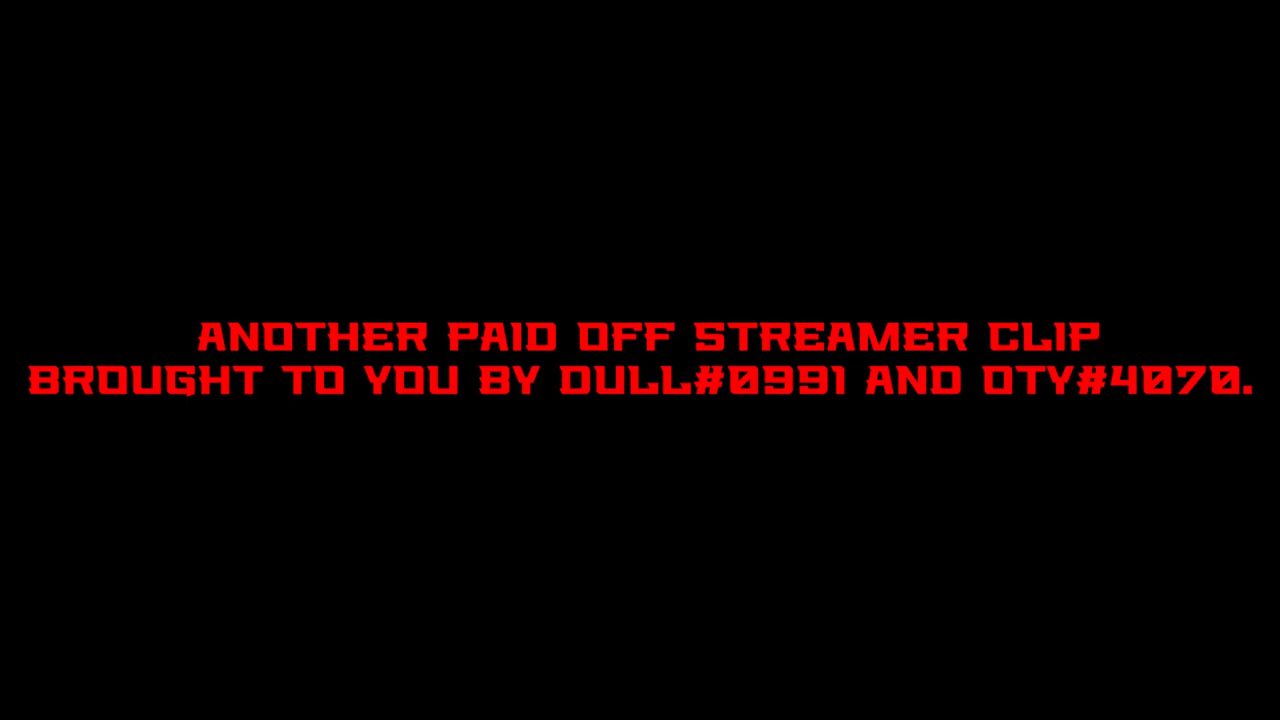 ANOTHER PAID OFF STREAMER CLIP
BROUGHT TO YOU BY DULL#0991 AND OTY#4070.